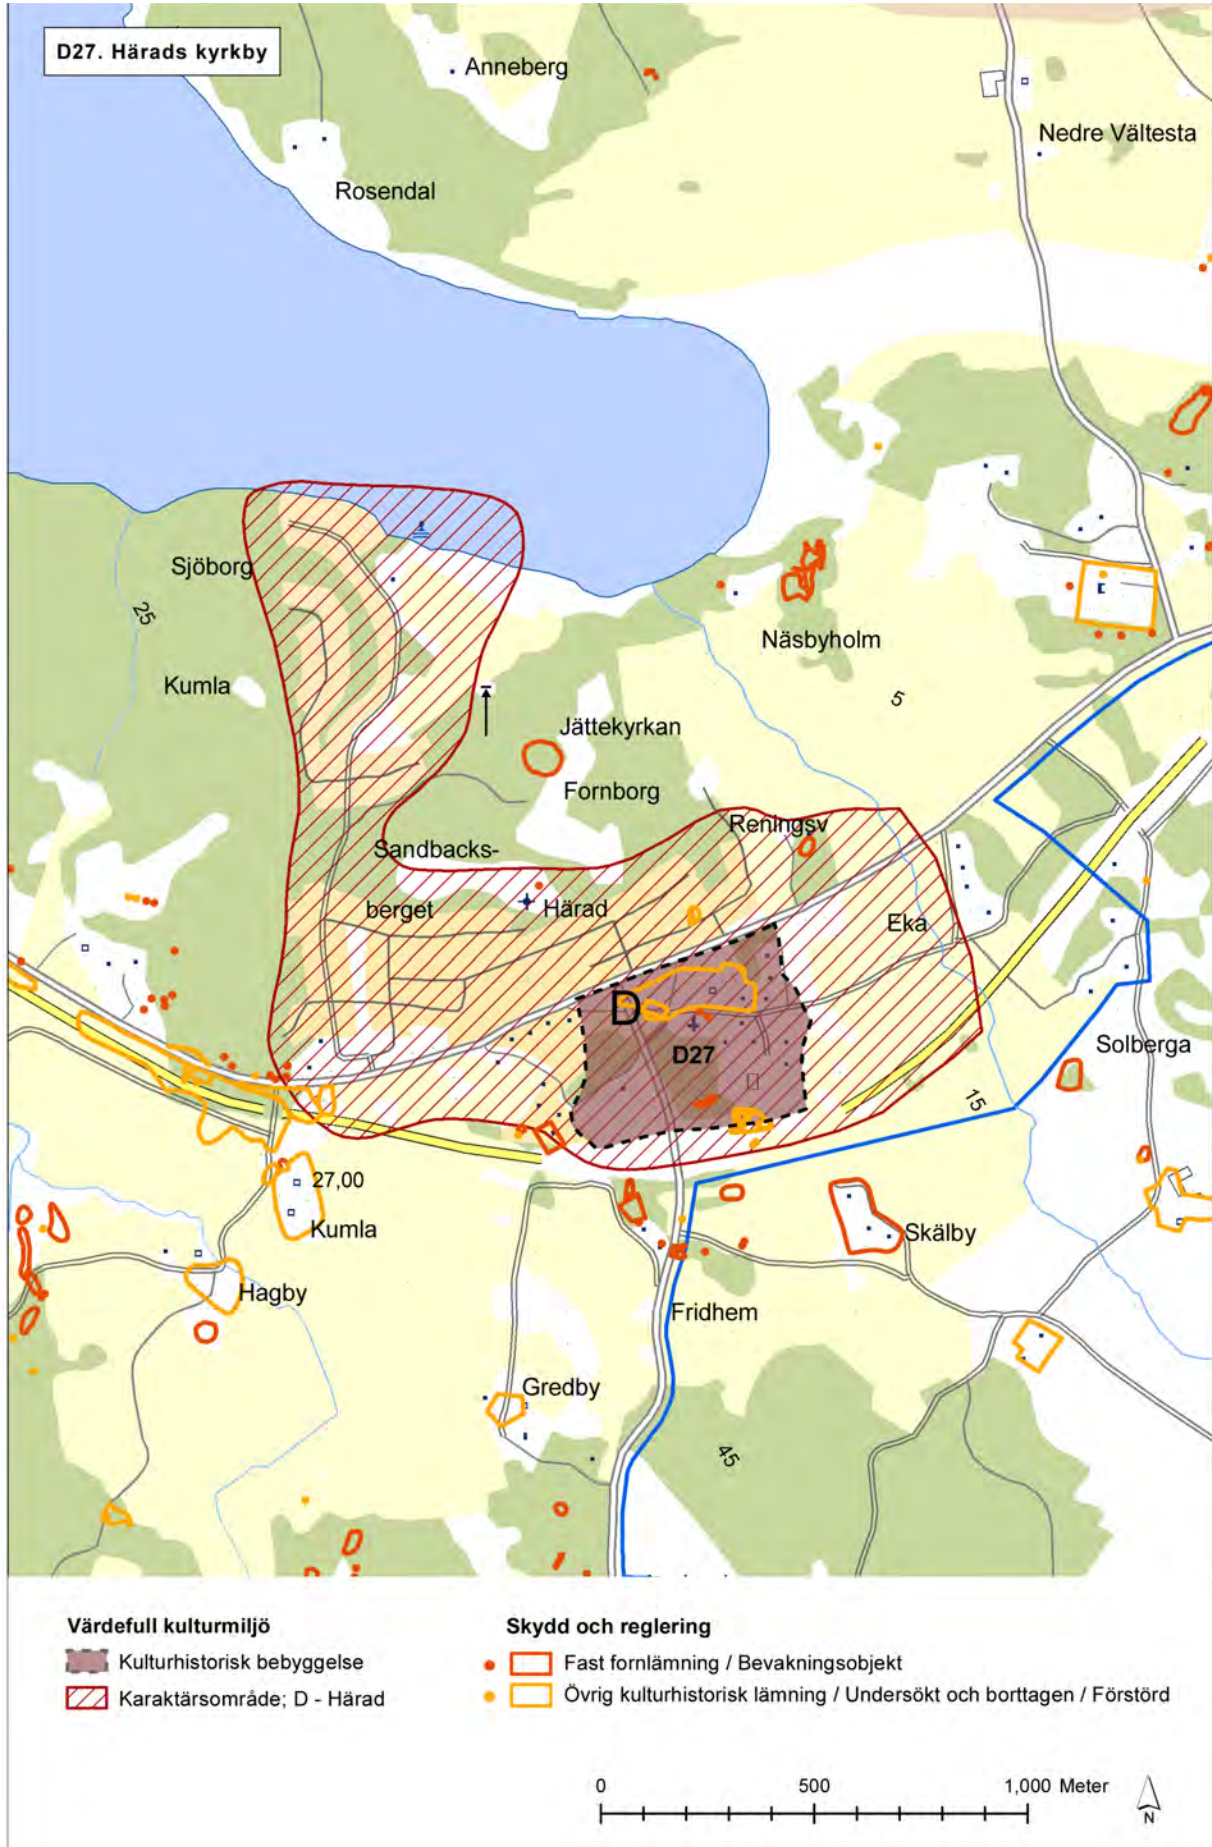 D27. Härads kyrkby
Anneberg
Nedre Vältesta
Rosendal
Sjöborg
25
Näsbyholm
Kumla
5
Jättekyrkan
Fornborg
Reningsv
Sandbacks-
berget
Härad
Eka
D
D27
Solberga
15
27,00
Kumla
Skälby
Hagby
Fridhem
Gredby
45
Värdefull kulturmiljö
Kulturhistorisk bebyggelse
Karaktärsområde; D - Härad
Skydd och reglering
Fast fornlämning / Bevakningsobjekt
Övrig kulturhistorisk lämning / Undersökt och borttagen / Förstörd
0 500 1,000 Meter
N